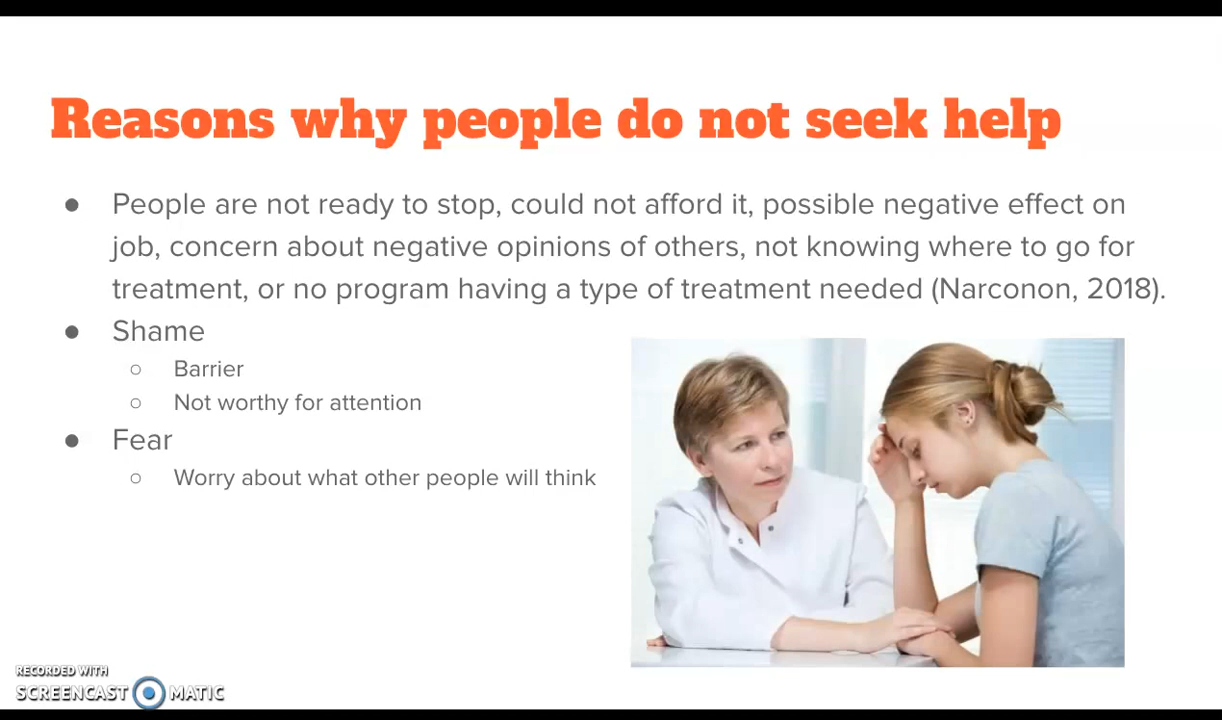 Reasons why people do not seek help
● People are not ready to stop, could not afford it, possible negative effect on
job, concern about negative opinions of others, not knowing where to go for
treatment, or no program having a type of treatment needed (Narconon, 2018).
● Shame
○ Barrier
○ Not worthy for attention
● Fear
○ Worry about what other people will think
RECORDED WITH
SCREENCAST MATIC